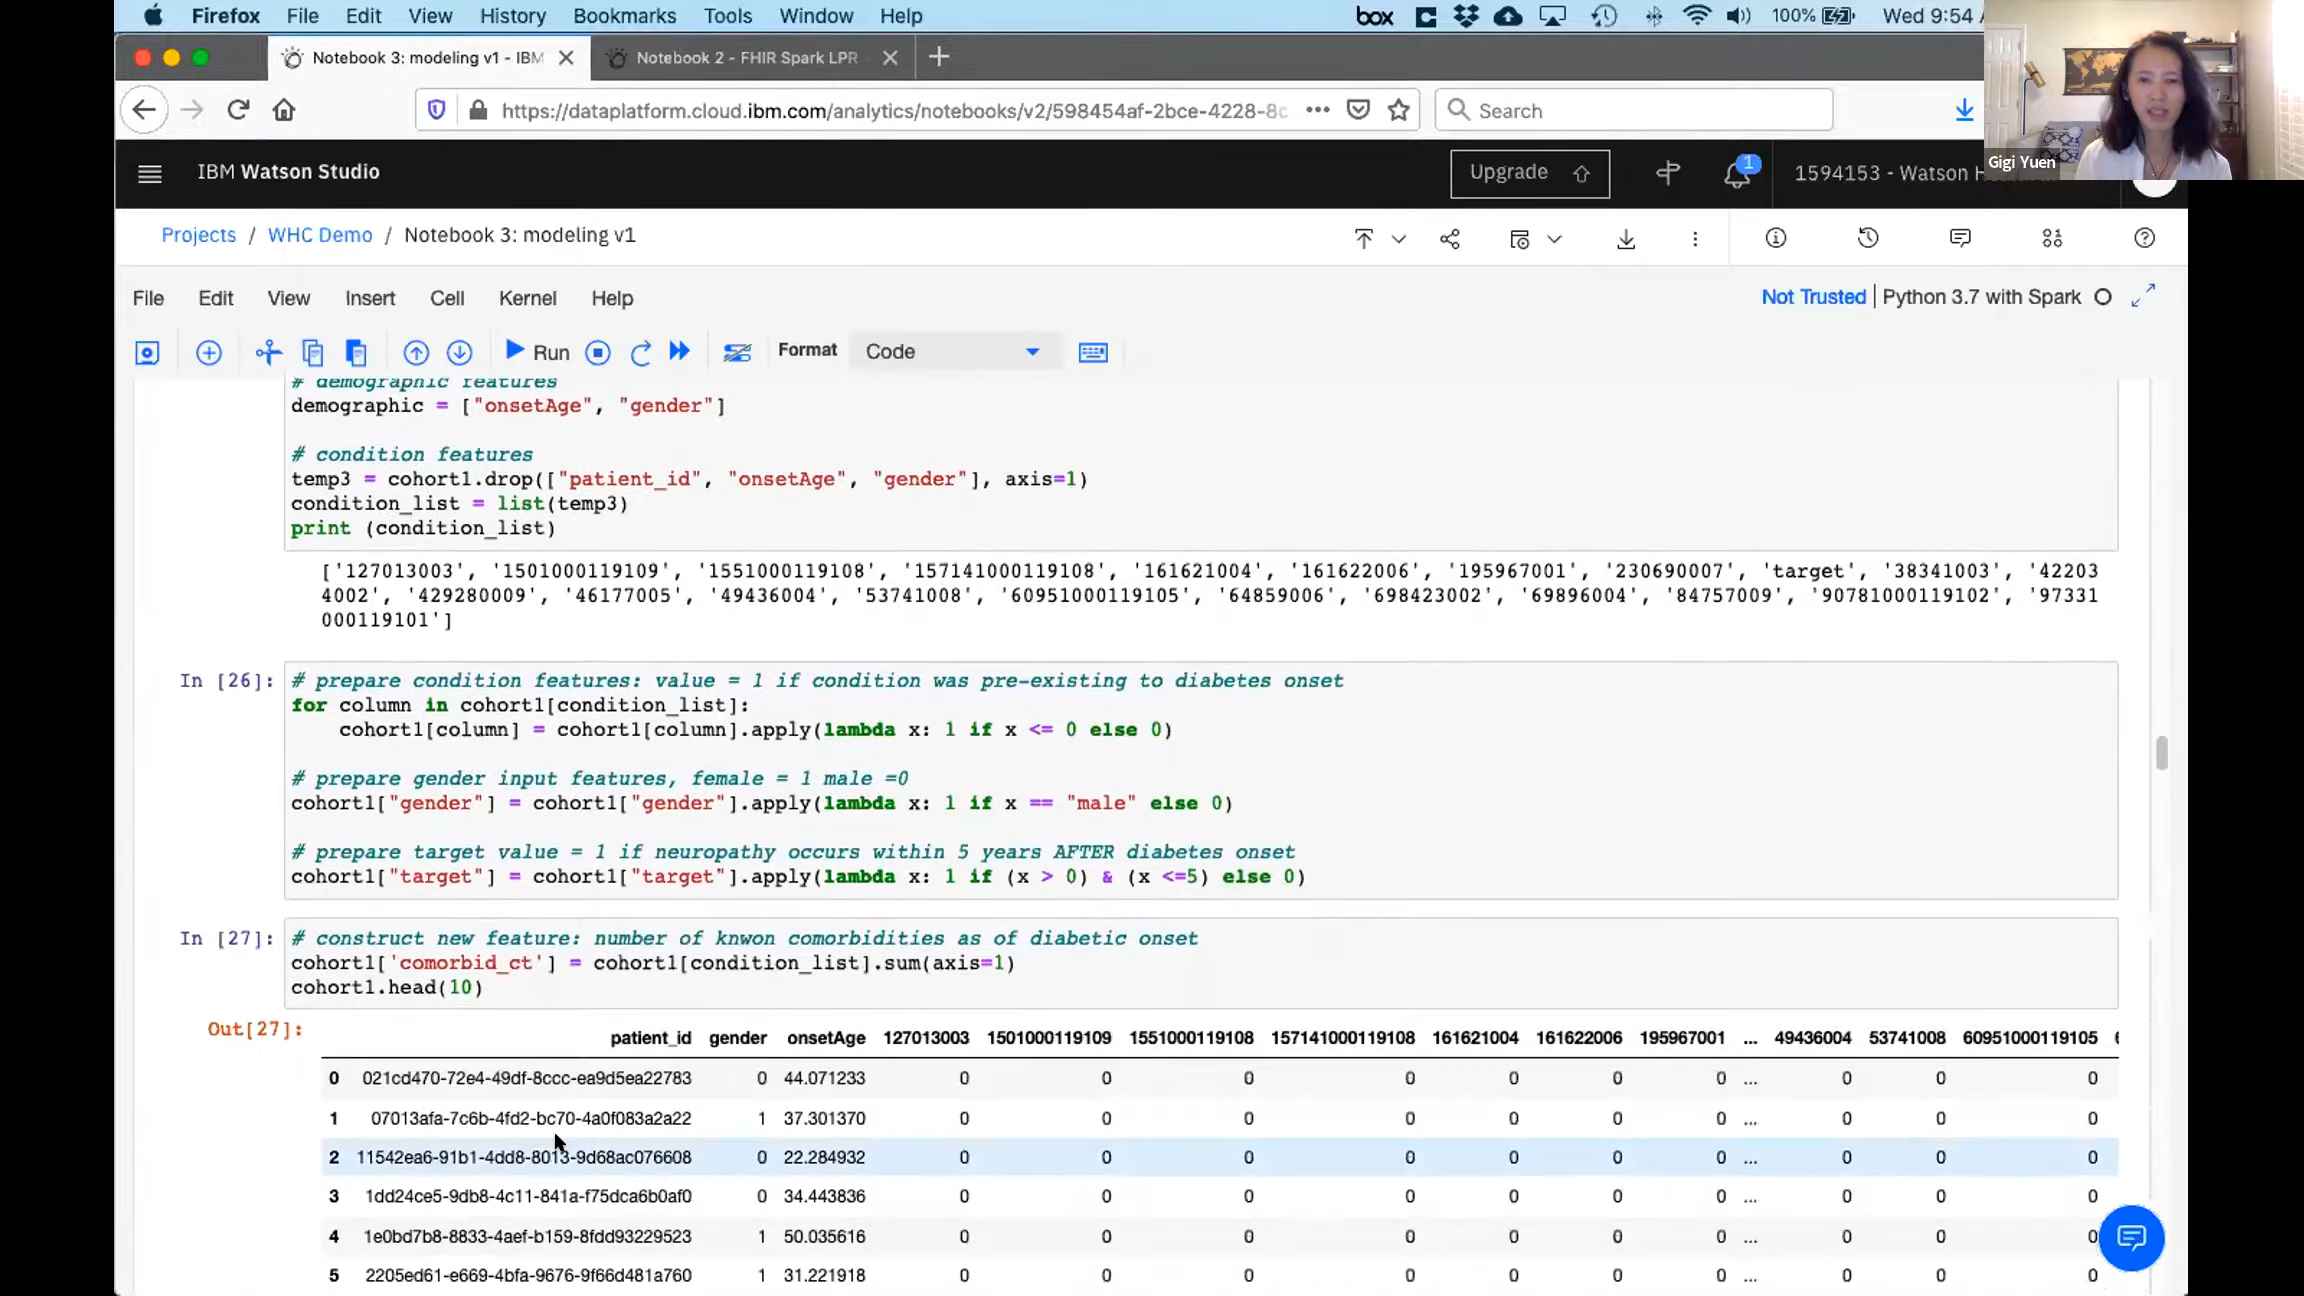 Firefox File Edit View History Bookmarks Tools Window Help box 100% Wed 9:54
Notebook 3: modeling v1 - IBM Notebook 2 - FHIR Spark LPR
https://dataplatform.cloud.ibm.com/analytics/notebooks/v2/598454af-2bce-4228-8c Search
Gigi Yuen
IBM Watson Studio Upgrade 1 1594153 - Watson
Projects / WHC Demo / Notebook 3: modeling v1
File Edit View Insert Cell Kernel Help Not Trusted | Python 3.7 with Spark
Run Format Code
# demographic features
demographic = ["onsetAge", "gender"]
# condition features
temp3 = cohort1.drop(["patient_id", "onsetAge", "gender"], axis=1)
condition_list = list(temp3)
print (condition_list)
['127013003', '1501000119109', '1551000119108', '157141000119108', '161621004', '161622006', '195967001', '230690007', 'target', '38341003', '42203
4002', '429280009', '46177005', '49436004', '53741008', '60951000119105', '64859006', '698423002', '69896004', '84757009', '90781000119102', '97331
000119101']
In [26]: # prepare condition features: value = 1 if condition was pre-existing to diabetes onset
for column in cohort1[condition_list]:
cohort1[column] = cohort1[column].apply(lambda x: 1 if x <= 0 else 0)
# prepare gender input features, female = 1 male =0
cohort1["gender"] = cohort1["gender"].apply(lambda x: 1 if x == "male" else 0)
# prepare target value = 1 if neuropathy occurs within 5 years AFTER diabetes onset
cohort1["target"] = cohort1["target"].apply(lambda x: 1 if (x > 0) & (x <=5) else 0)
In [27]: # construct new feature: number of knwon comorbidities as of diabetic onset
cohort1['comorbid_ct'] = cohort1[condition_list].sum(axis=1)
cohort1.head(10)
Out[27]:
patient_id gender onsetAge 127013003 1501000119109 1551000119108 157141000119108 161621004 161622006 195967001 ... 49436004 53741008 60951000119105
0 021cd470-72e4-49df-8ccc-ea9d5ea22783 0 44.071233 0 0 0 0 0 0 0 ... 0 0 0
1 07013afa-7c6b-4fd2-bc70-4a0f083a2a22 1 37.301370 0 0 0 0 0 0 0 ... 0 0 0
2 11542ea6-91b1-4dd8-8013-9d68ac076608 0 22.284932 0 0 0 0 0 0 0 ... 0 0 0
3 1dd24ce5-9db8-4c11-841a-f75dca6b0af0 0 34.443836 0 0 0 0 0 0 0 ... 0 0 0
4 1e0bd7b8-8833-4aef-b159-8fdd93229523 1 50.035616 0 0 0 0 0 0 0 ... 0 0 0
5 2205ed61-e669-4bfa-9676-9f66d481a760 1 31.221918 0 0 0 0 0 0 0 ... 0 0 0